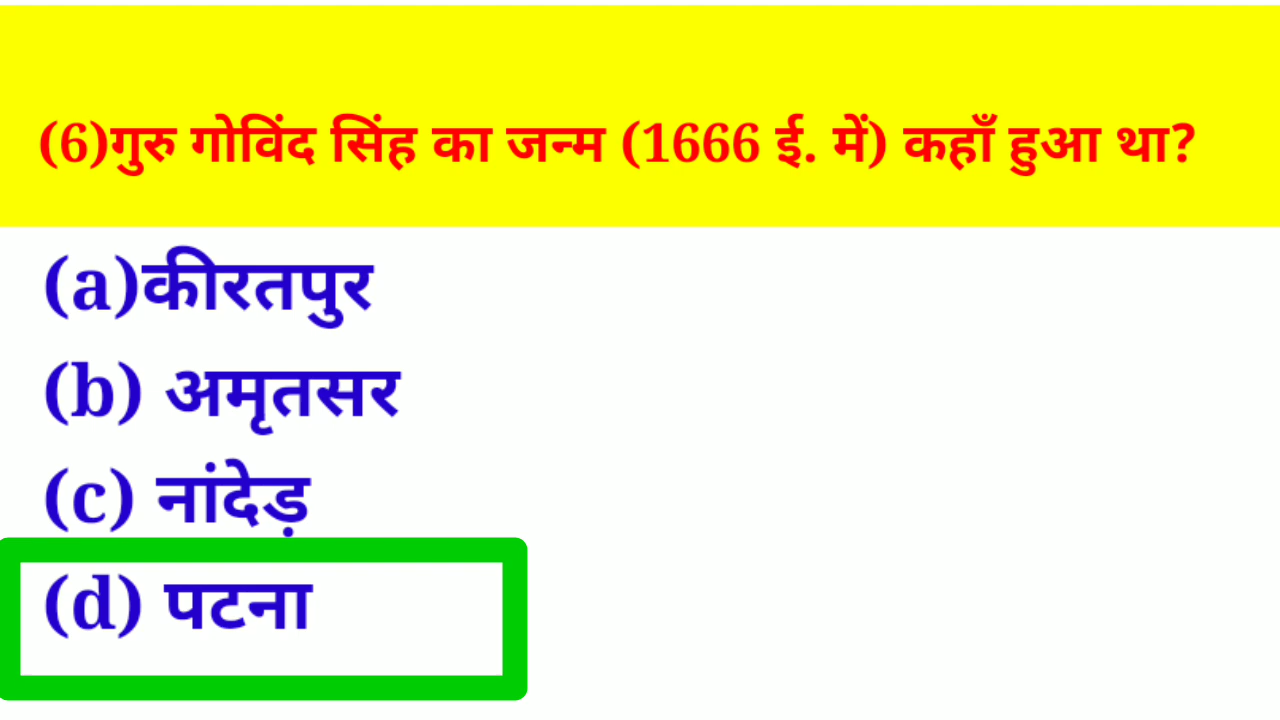 (6)गुरु गोविंद सिंह का जन्म (1666 ई. में) कहाँ हुआ था?
(a)कीरतपुर
(b) अमृतसर
(c) नांदेड़
(d) पटना